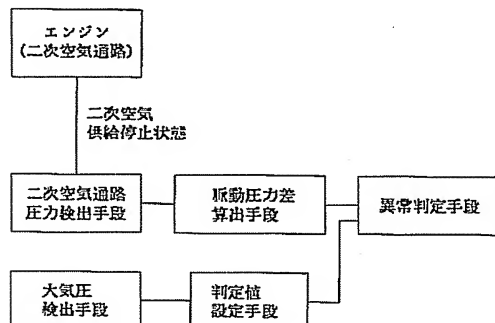 エンジン
(二次空気通路)
二次空気
供給停止状態
二次空気通路
圧力検出手段
脈動圧力差
算出手段
異常判定手段
大気圧
検出手段
判定値
設定手段